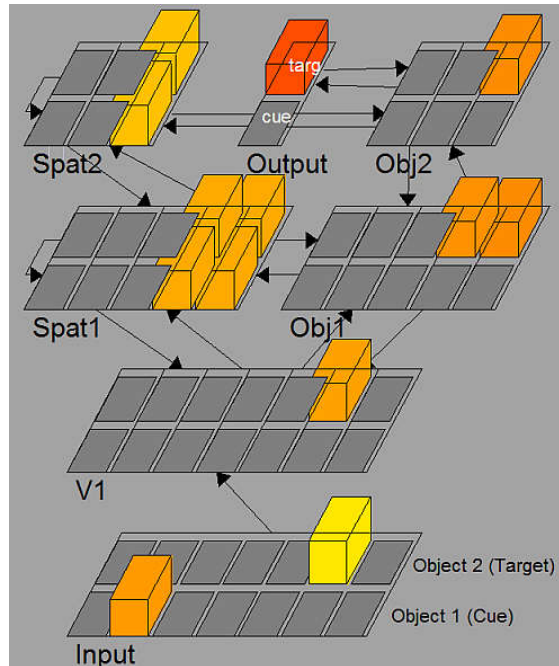 targ
cue
Spat2
Output
Obj2
Spat1
Obj1
V1
Object 2 (Target)
Object 1 (Cue)
Input